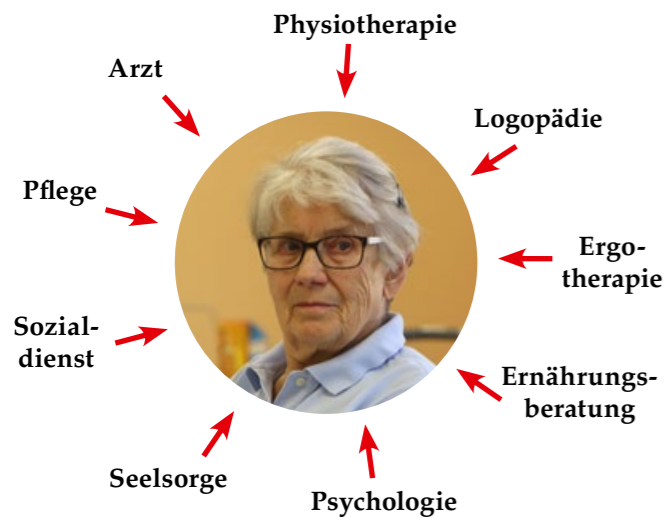 Physiotherapie
Arzt
Logopädie
Pflege
Ergo-
therapie
Sozial-
dienst
Ernährungs-
beratung
Seelsorge
Psychologie